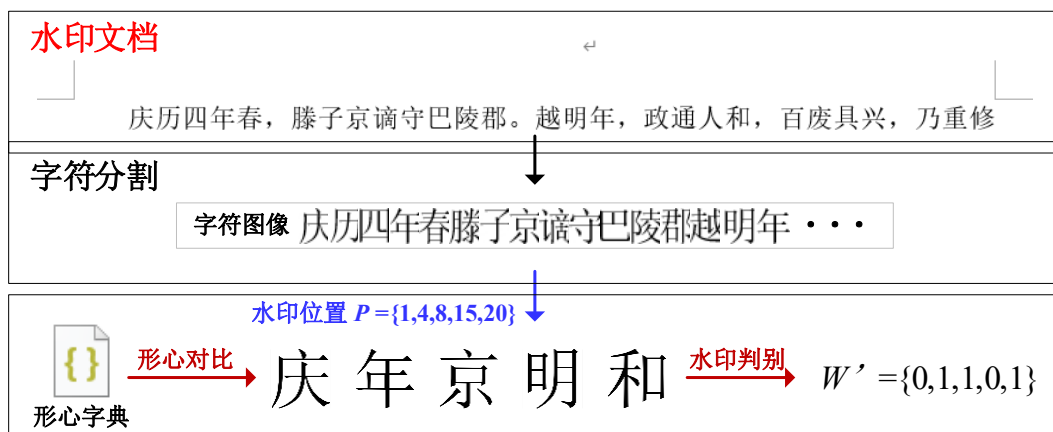 水印文档
↵
庆历四年春，滕子京谪守巴陵郡。越明年，政通人和，百废具兴，乃重修
字符分割
字符图像 庆历四年春滕子京谪守巴陵郡越明年 ···
水印位置 P ={1,4,8,15,20}
{ } 形心对比 庆 年 京 明 和 水印判别 W’ ={0,1,1,0,1}
形心字典